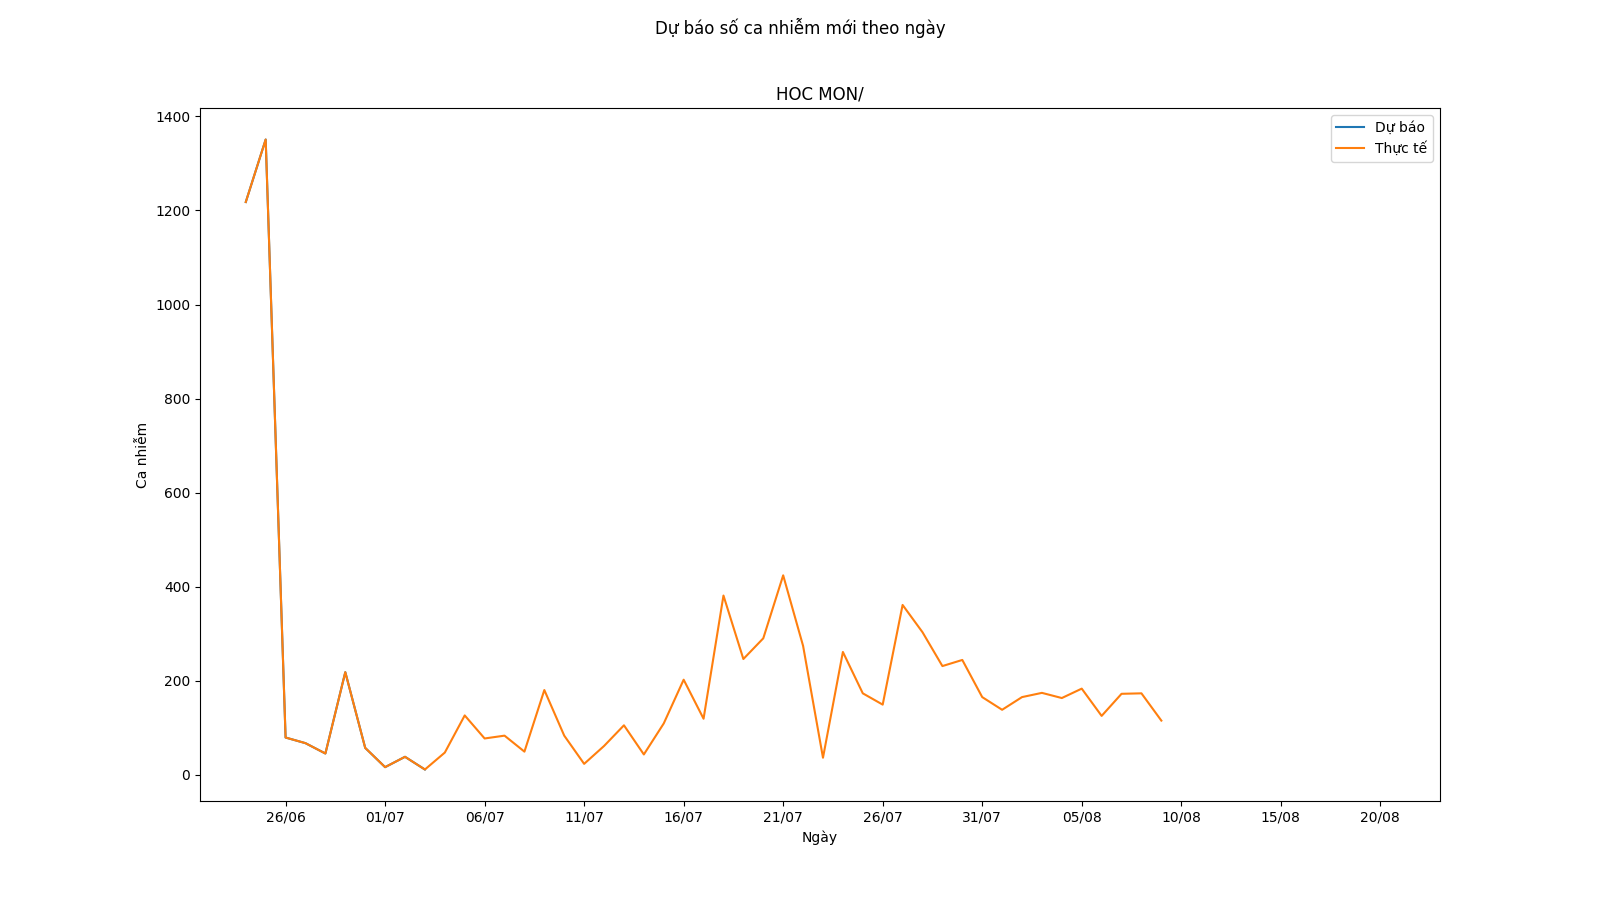 Dự báo số ca nhiễm mới theo ngày
HOC MON/
Dự báo
Thực tế
1400
1200
1000
800
600
400
200
0
Ca nhiễm
26/06 01/07 06/07 11/07 16/07 21/07 26/07 31/07 05/08 10/08 15/08 20/08
Ngày